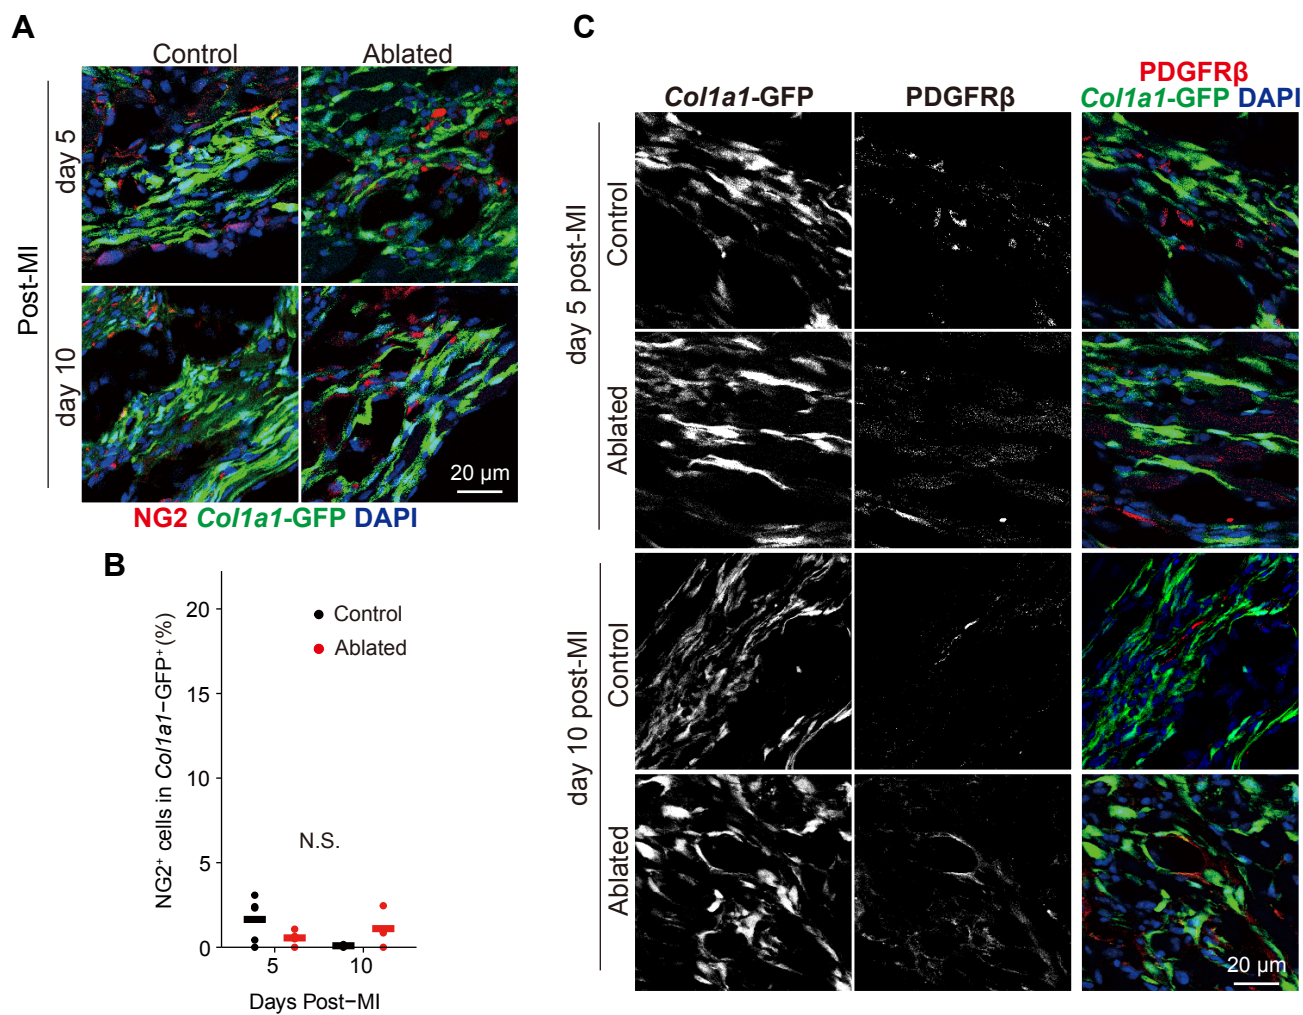 A
Control
Ablated
Post-MI
day 5
day 10
20 µm
NG2 Col1a1-GFP DAPI
B
NG2⁺ cells in Col1a1−GFP⁺ (%)
20
15
10
5
0
Control
Ablated
N.S.
5
10
Days Post−MI
C
Col1a1-GFP
PDGFRβ
PDGFRβ
Col1a1-GFP DAPI
day 5 post-MI
Control
Ablated
day 10 post-MI
Control
Ablated
20 µm